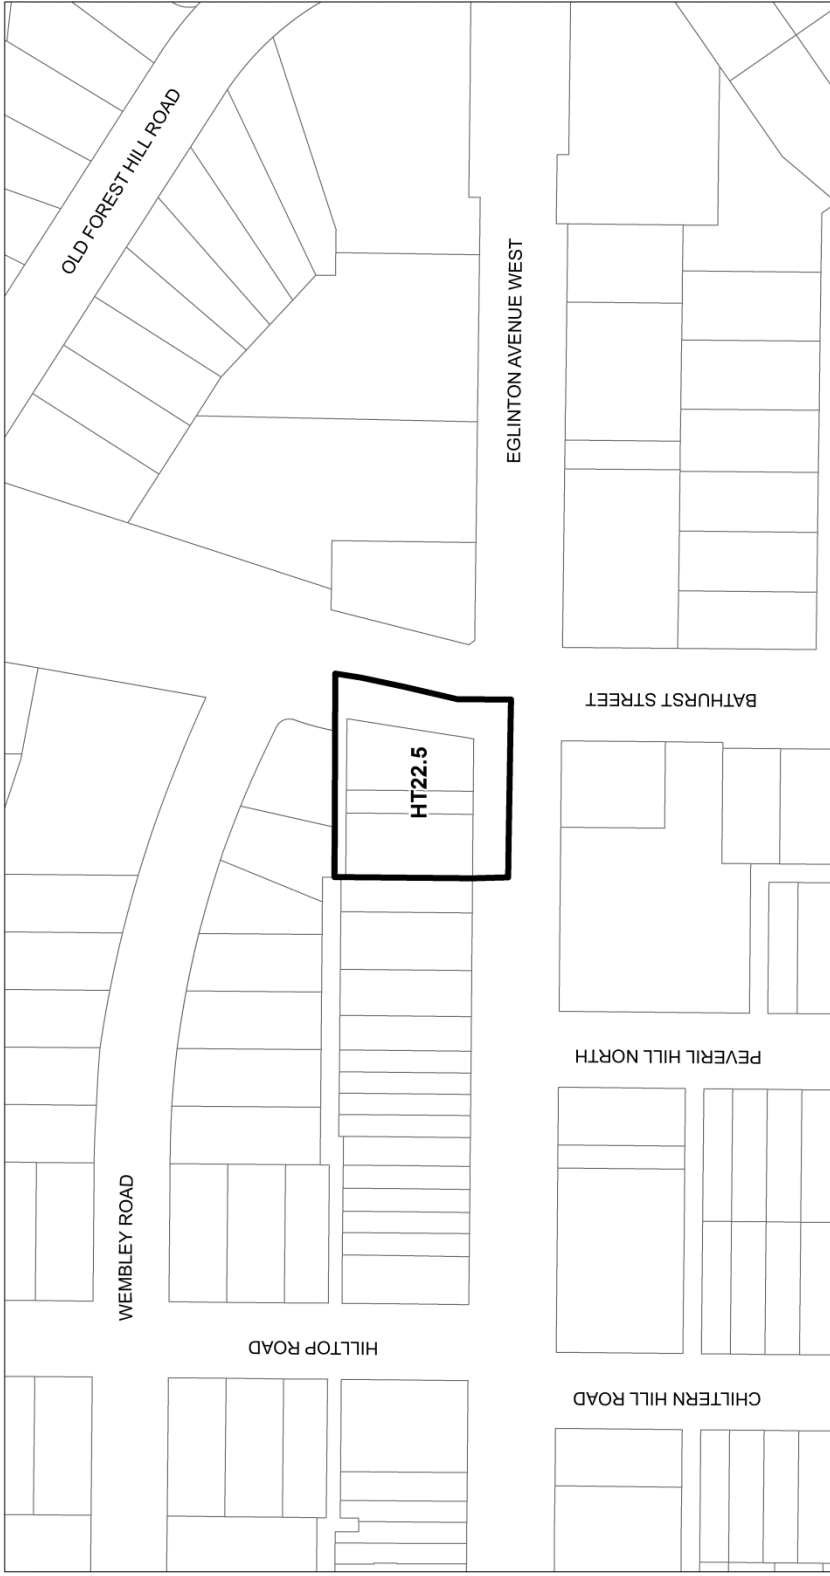 OLD FOREST HILL ROAD
EGLINTON AVENUE WEST
BATHURST STREET
HT22.5
PEVERIL HILL NORTH
WEMBLEY ROAD
HILLTOP ROAD
CHILTERN HILL ROAD